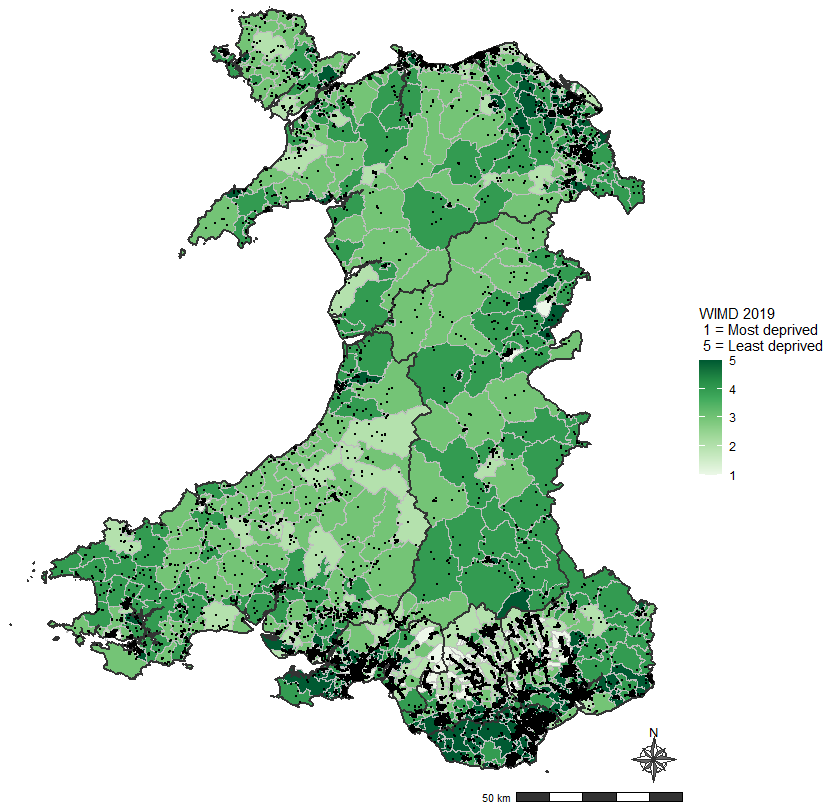 WIMD 2019
1 = Most deprived
5 = Least deprived
5
4
3
2
1
N
50 km